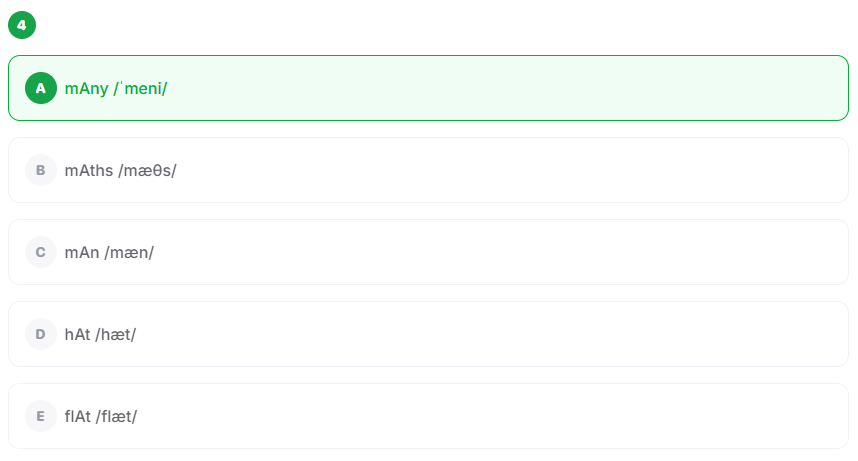 4
A mAny /ˈmeni/
B mAths /mæθs/
C mAn /mæn/
D hAt /hæt/
E flAt /flæt/